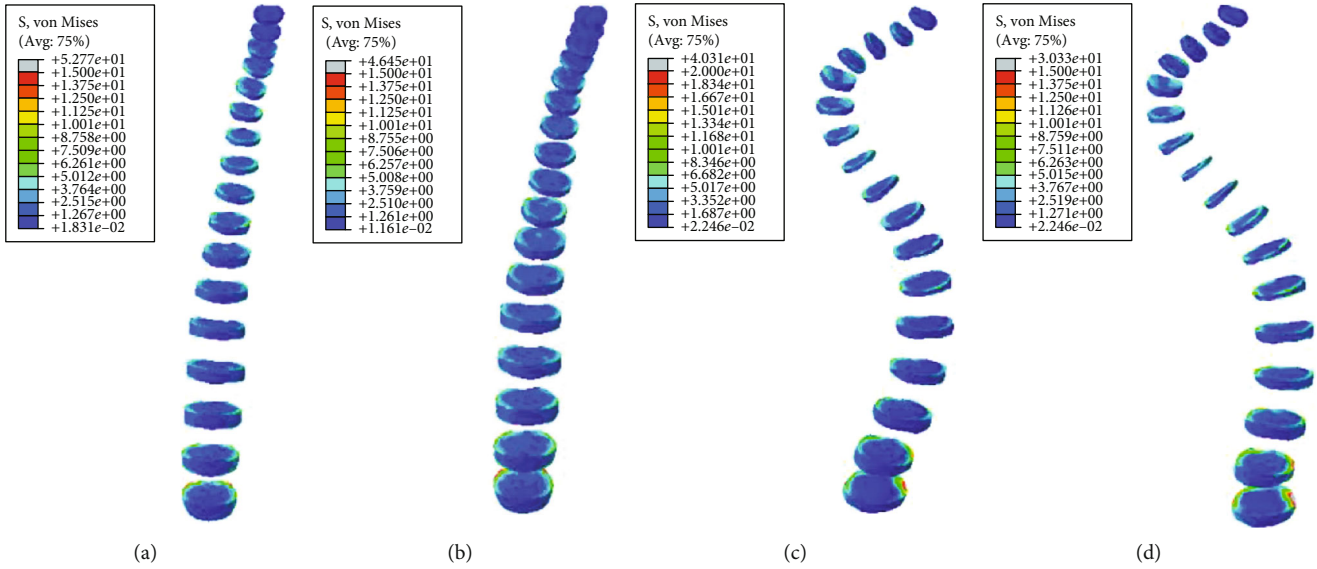 S, von Mises
(Avg: 75%)
+5.277e+01
+1.500e+01
+1.375e+01
+1.250e+01
+1.125e+01
+1.001e+01
+8.758e+00
+7.509e+00
+6.261e+00
+5.012e+00
+3.764e+00
+2.515e+00
+1.267e+00
+1.831e–02
S, von Mises
(Avg: 75%)
+4.645e+01
+1.500e+01
+1.375e+01
+1.250e+01
+1.125e+01
+1.001e+01
+8.755e+00
+7.506e+00
+6.257e+00
+5.008e+00
+3.759e+00
+2.510e+00
+1.261e+00
+1.161e–02
S, von Mises
(Avg: 75%)
+4.031e+01
+2.000e+01
+1.834e+01
+1.667e+01
+1.501e+01
+1.334e+01
+1.168e+01
+1.001e+01
+8.346e+00
+6.682e+00
+5.017e+00
+3.352e+00
+1.687e+00
+2.246e–02
S, von Mises
(Avg: 75%)
+3.033e+01
+1.500e+01
+1.375e+01
+1.250e+01
+1.126e+01
+1.001e+01
+8.759e+00
+7.511e+00
+6.263e+00
+5.015e+00
+3.767e+00
+2.519e+00
+1.271e+00
+2.246e–02
(a)
(b)
(c)
(d)